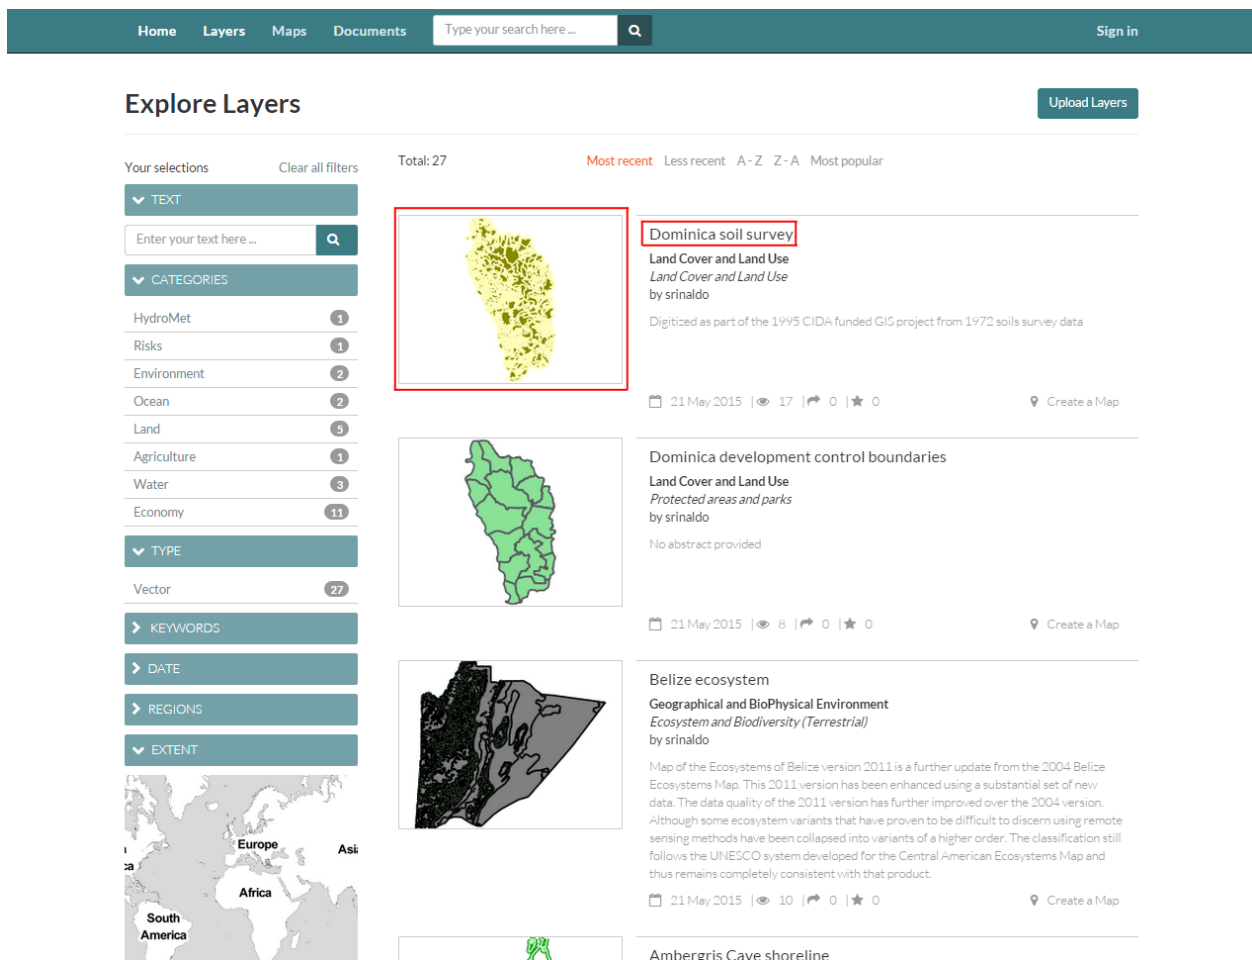 Home Layers Maps Documents Type your search here ... Sign in
Explore Layers
Upload Layers
Your selections Clear all filters
TEXT
Enter your text here ...
CATEGORIES
HydroMet 1
Risks 1
Environment 2
Ocean 2
Land 5
Agriculture 1
Water 3
Economy 11
TYPE
Vector 27
KEYWORDS
DATE
REGIONS
EXTENT
Europe
Africa
South
America
Total: 27 Most recent Less recent A - Z Z - A Most popular
Dominica soil survey
Land Cover and Land Use
Land Cover and Land Use
by srinaldo
Digitized as part of the 1995 CIDA funded GIS project from 1972 soils survey data
21 May 2015 | 17 | 0 | 0 Create a Map
Dominica development control boundaries
Land Cover and Land Use
Protected areas and parks
by srinaldo
No abstract provided
21 May 2015 | 8 | 0 | 0 Create a Map
Belize ecosystem
Geographical and BioPhysical Environment
Ecosystem and Biodiversity (Terrestrial)
by srinaldo
Map of the Ecosystems of Belize version 2011 is a further update from the 2004 Belize
Ecosystems Map. This 2011 version has been enhanced using a substantial set of new
data. The data quality of the 2011 version has further improved over the 2004 version.
Although some ecosystem variants that have proven to be difficult to discern using remote
sensing methods have been collapsed into variants of a higher order. The classification still
follows the UNESCO system developed for the Central American Ecosystems Map and
thus remains completely consistent with that product.
21 May 2015 | 10 | 0 | 0 Create a Map
Ambergris Caye shoreline